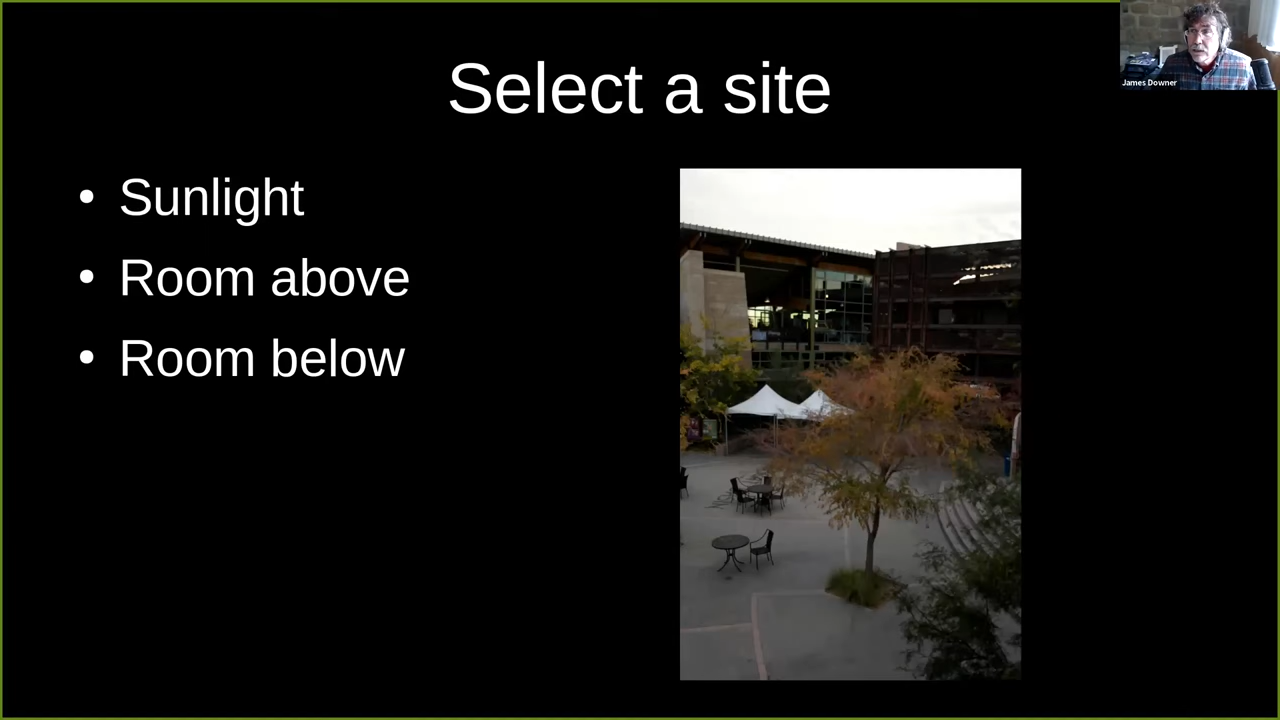 Select a site
• Sunlight
• Room above
• Room below
James Downer